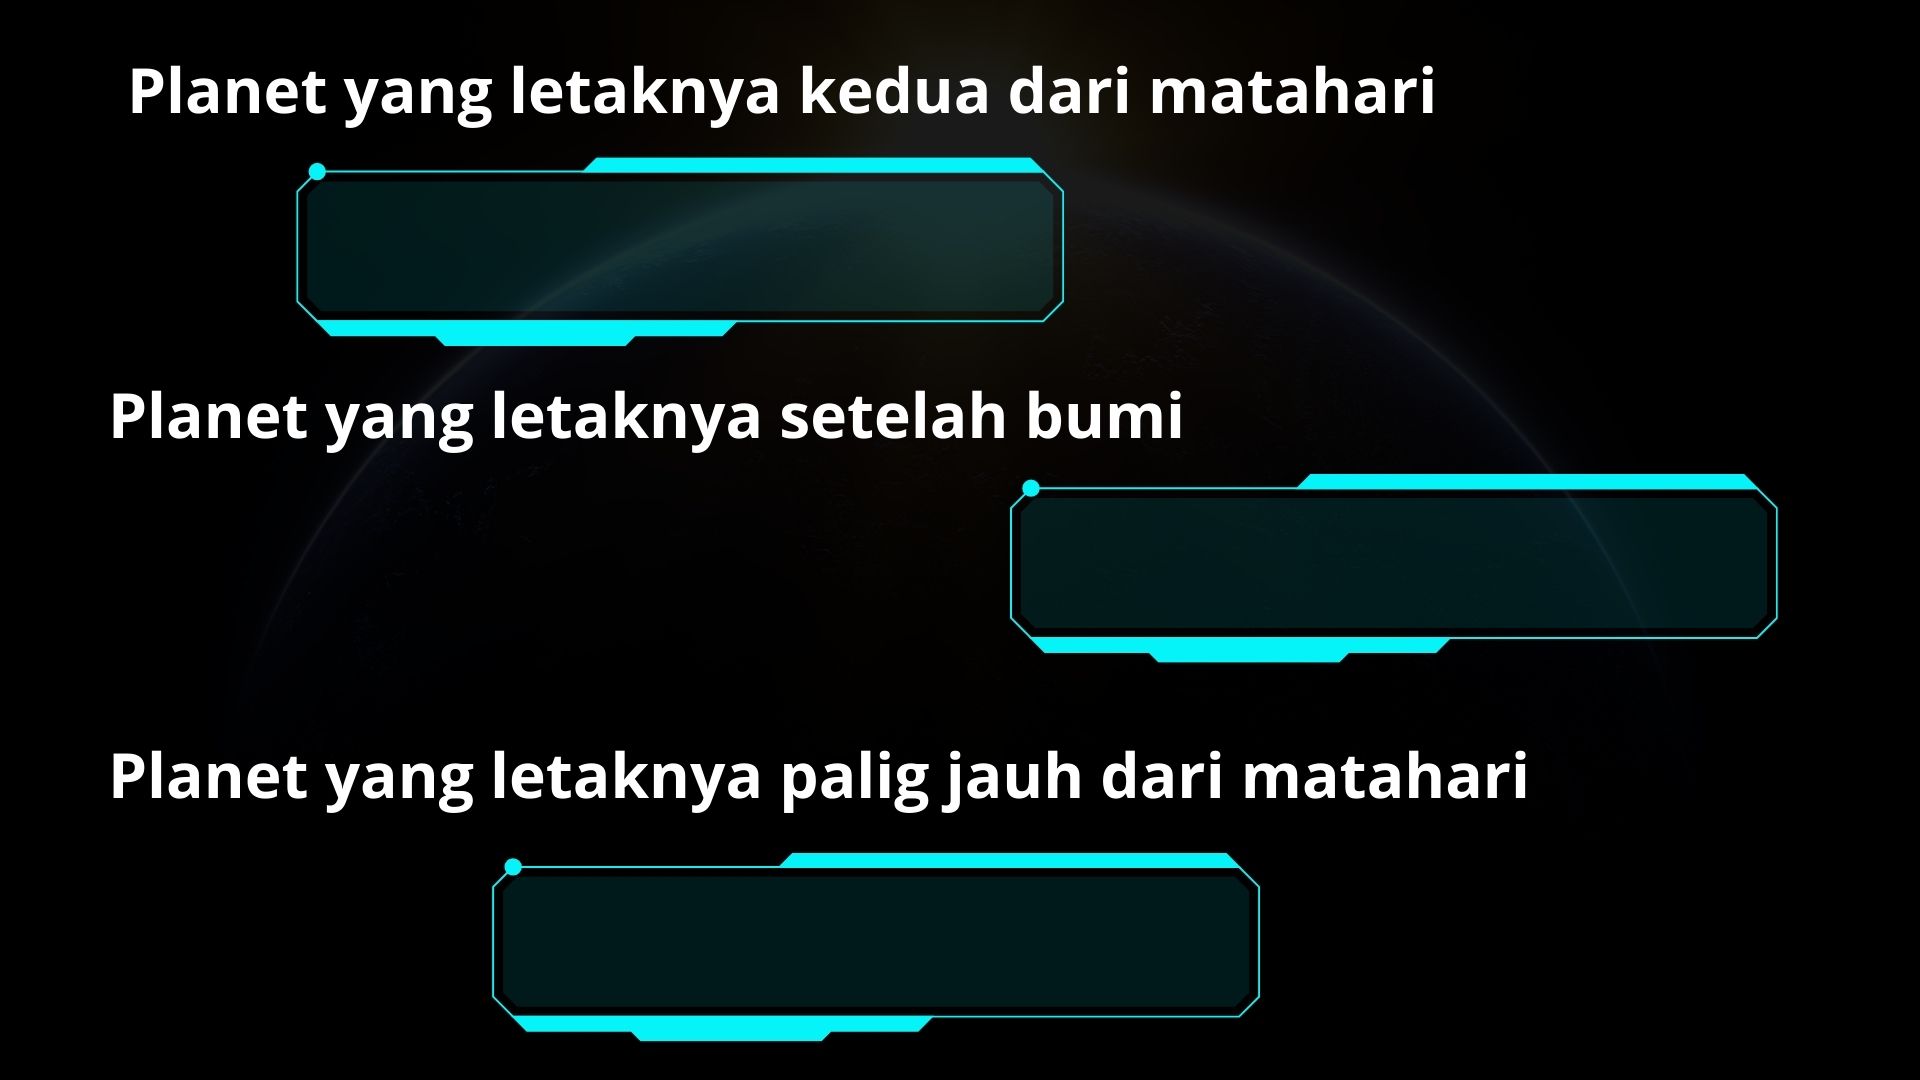 Planet yang letaknya kedua dari matahari
Planet yang letaknya setelah bumi
Planet yang letaknya palig jauh dari matahari